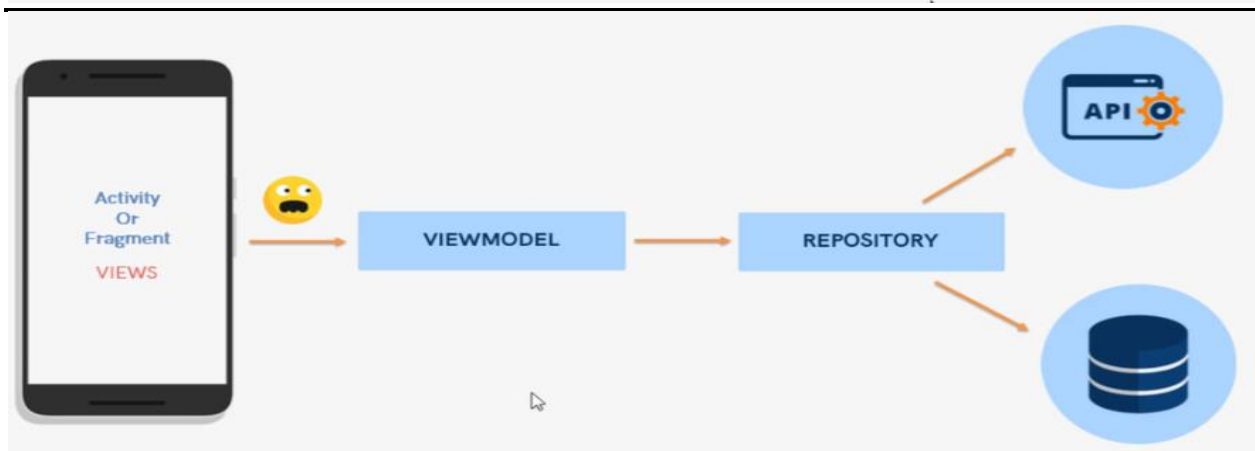 Activity
Or
Fragment
VIEWS
VIEWMODEL
REPOSITORY
API